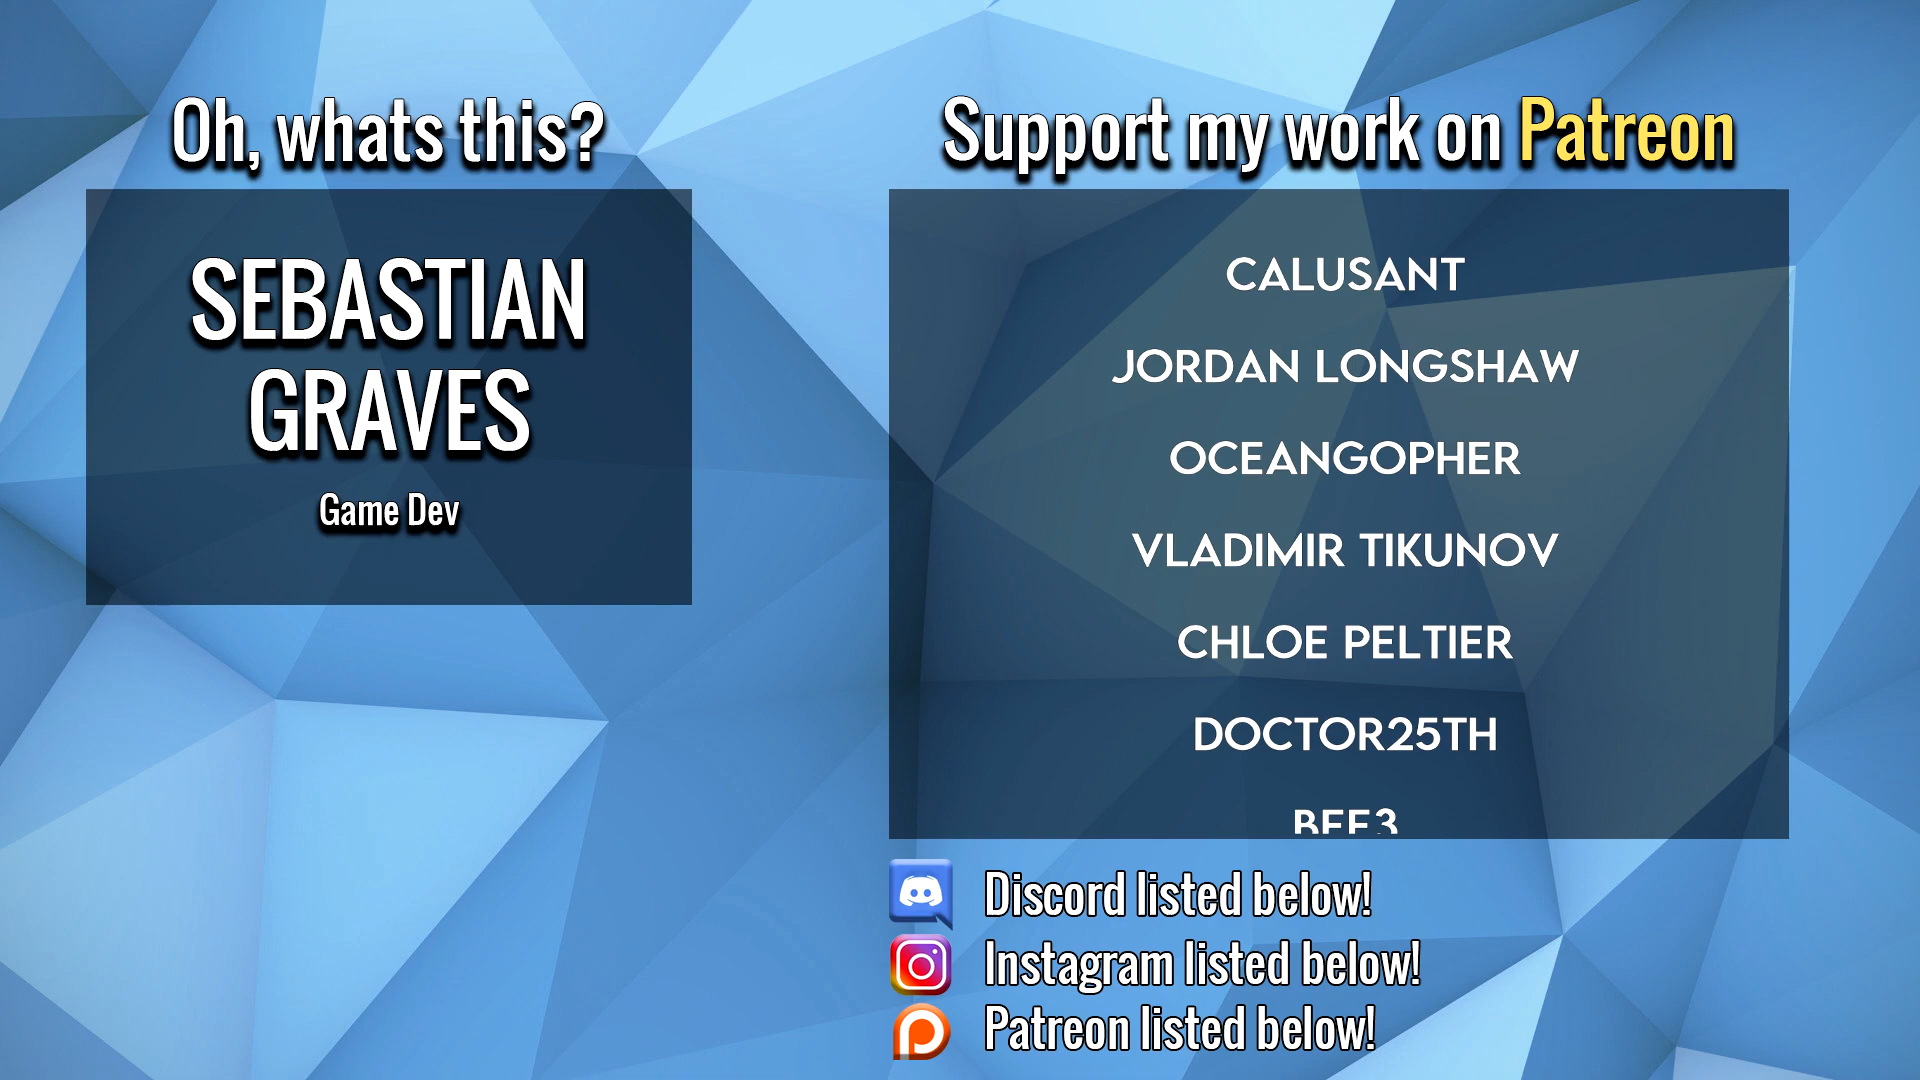 Oh, whats this?
SEBASTIAN
GRAVES
Game Dev
Support my work on Patreon
CALUSANT
JORDAN LONGSHAW
OCEANGOPHER
VLADIMIR TIKUNOV
CHLOE PELTIER
DOCTOR25TH
Discord listed below!
Instagram listed below!
Patreon listed below!